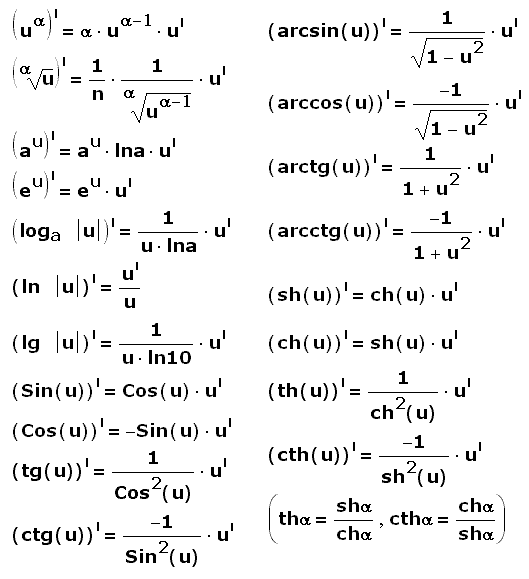 (u^α)' = α · u^(α−1) · u'
(ᵅ√u)' = 1/n · 1/(ᵅ√(u^(α−1))) · u'
(a^u)' = a^u · lna · u'
(e^u)' = e^u · u'
(log_a |u|)' = 1/(u · lna) · u'
(ln |u|)' = u'/u
(lg |u|)' = 1/(u · ln10) · u'
(Sin(u))' = Cos(u) · u'
(Cos(u))' = −Sin(u) · u'
(tg(u))' = 1/Cos²(u) · u'
(ctg(u))' = −1/Sin²(u) · u'
(arcsin(u))' = 1/√(1 − u²) · u'
(arccos(u))' = −1/√(1 − u²) · u'
(arctg(u))' = 1/(1 + u²) · u'
(arcctg(u))' = −1/(1 + u²) · u'
(sh(u))' = ch(u) · u'
(ch(u))' = sh(u) · u'
(th(u))' = 1/ch²(u) · u'
(cth(u))' = −1/sh²(u) · u'
(thα = shα/chα , cthα = chα/shα)